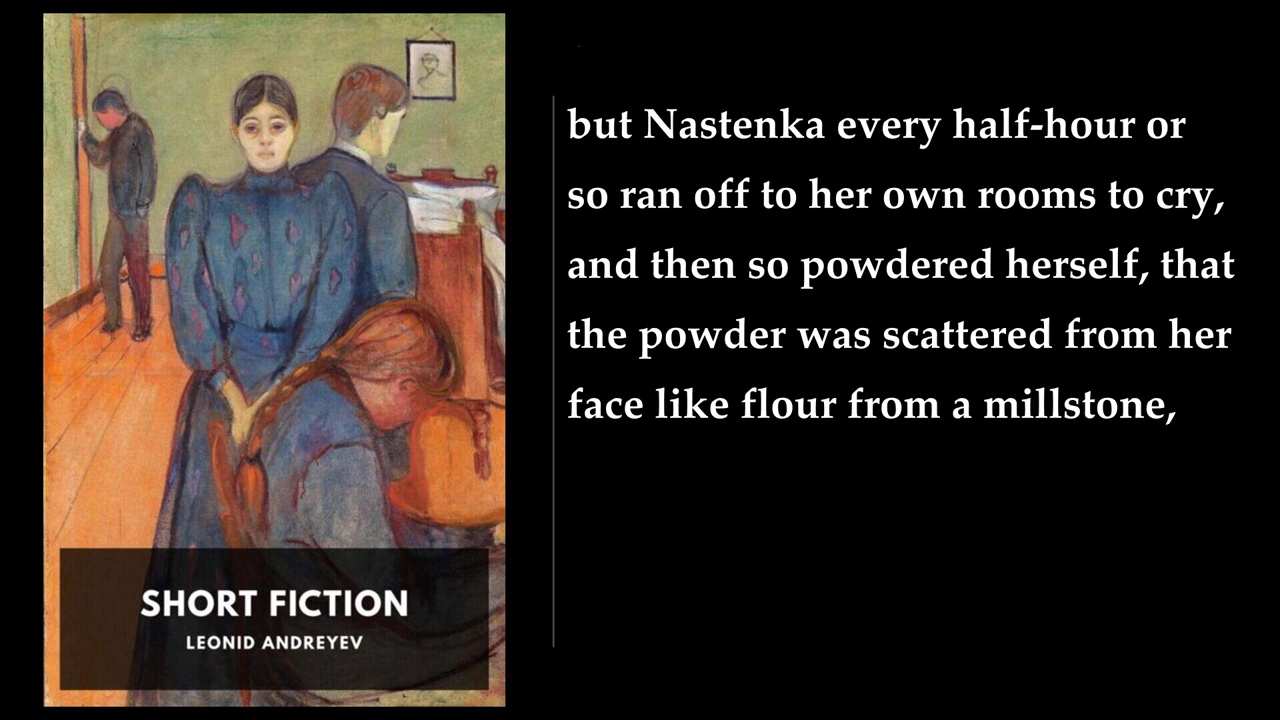 but Nastenka every half-hour or
so ran off to her own rooms to cry,
and then so powdered herself, that
the powder was scattered from her
face like flour from a millstone,
SHORT FICTION
LEONID ANDREYEV